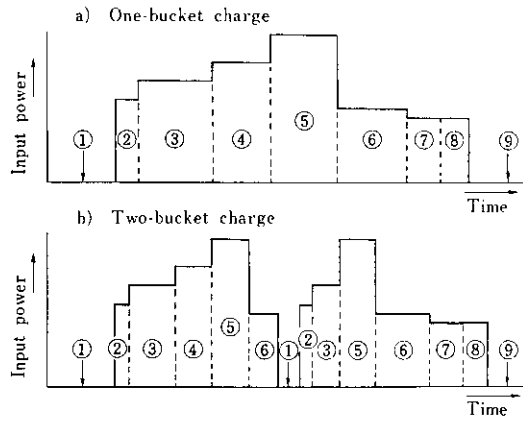 a) One-bucket charge
Input power
① ② ③ ④ ⑤ ⑥ ⑦ ⑧ ⑨
Time
b) Two-bucket charge
Input power
① ② ③ ④ ⑤ ⑥ ① ② ③ ⑤ ⑥ ⑦ ⑧ ⑨
Time